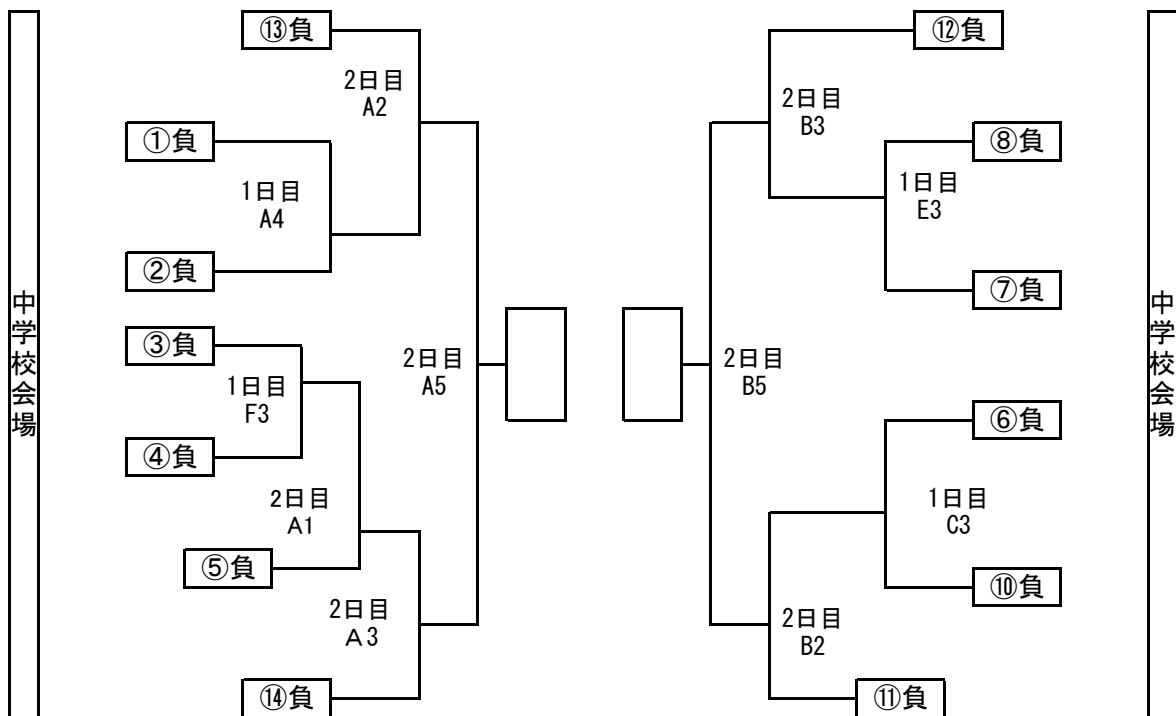 ⑬負
2日目
A2
①負
1日目
A4
②負
③負
1日目
F3
④負
2日目
A1
⑤負
2日目
A3
⑭負
2日目
A5
中学校会場
⑫負
2日目
B3
⑧負
1日目
E3
⑦負
2日目
B5
⑥負
1日目
C3
⑩負
2日目
B2
⑪負
中学校会場